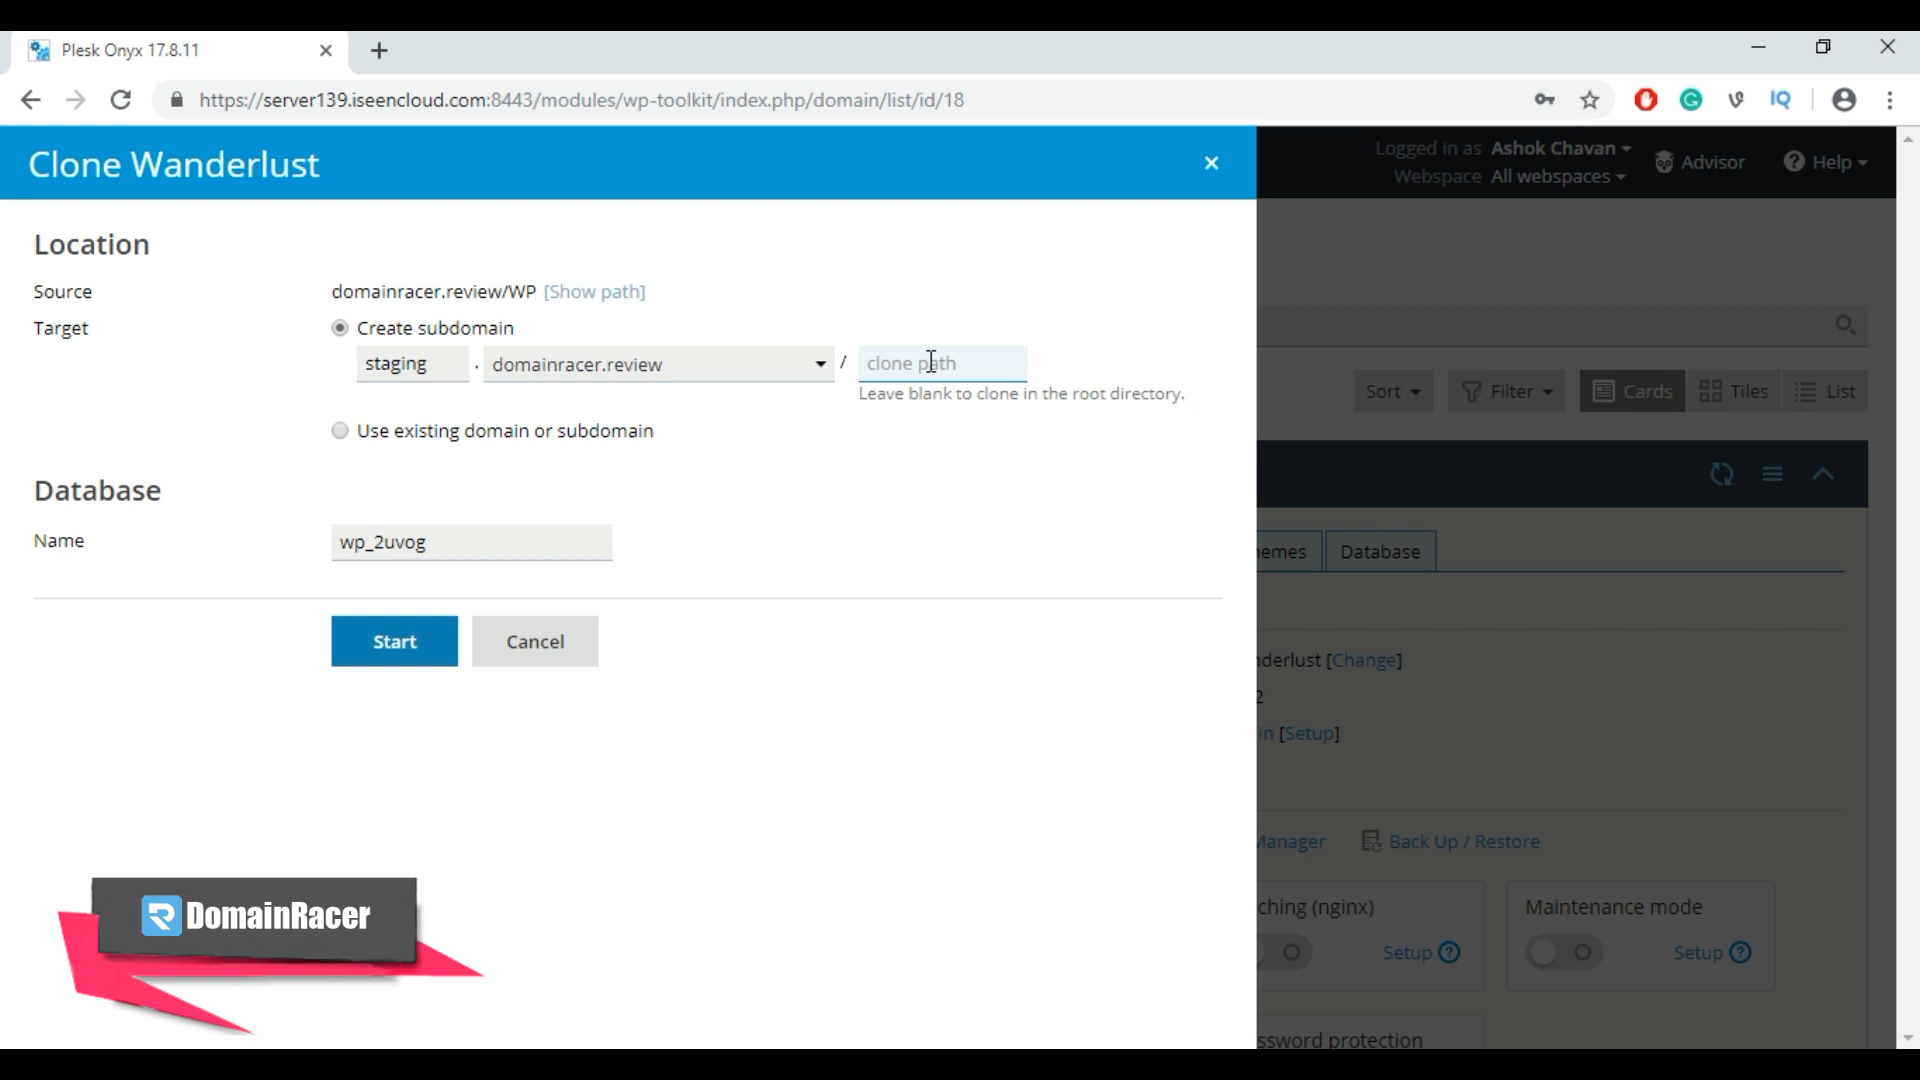 Plesk Onyx 17.8.11
https://server139.iseencloud.com:8443/modules/wp-toolkit/index.php/domain/list/id/18
IQ
Clone Wanderlust
Logged in as Ashok Chavan
Webspace All webspaces
Advisor
Help
Location
Source
domainracer.review/WP [Show path]
Target
Create subdomain
staging . domainracer.review / clone path
Leave blank to clone in the root directory.
Use existing domain or subdomain
Sort
Filter
Cards
Tiles
List
Database
Name
wp_2uvog
Start
Cancel
emes
Database
derlust [Change]
2
in [Setup]
Manager
Back Up / Restore
ching (nginx)
Setup
Maintenance mode
Setup
ssword protection
DomainRacer